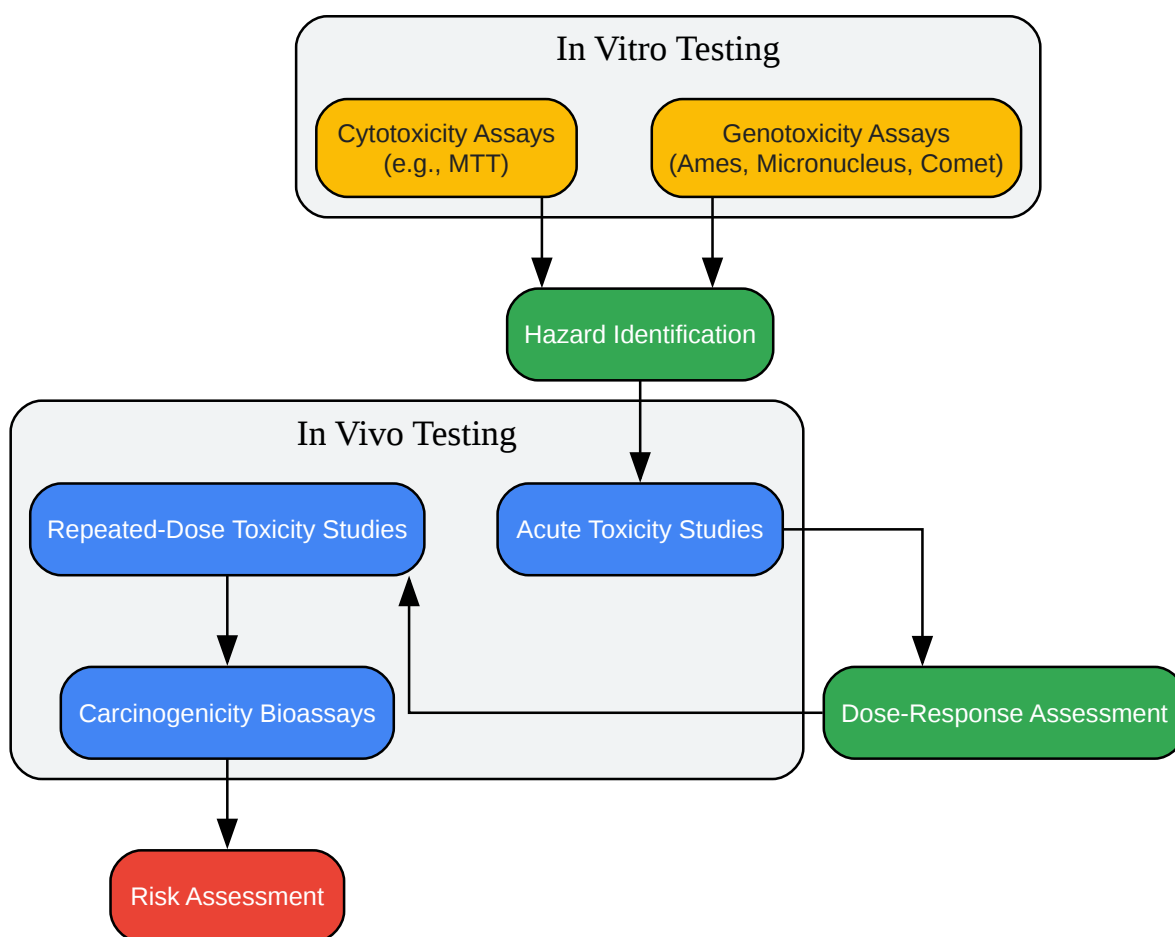 In Vitro Testing
Cytotoxicity Assays
(e.g., MTT)
Genotoxicity Assays
(Ames, Micronucleus, Comet)
Hazard Identification
In Vivo Testing
Repeated-Dose Toxicity Studies
Acute Toxicity Studies
Carcinogenicity Bioassays
Dose-Response Assessment
Risk Assessment